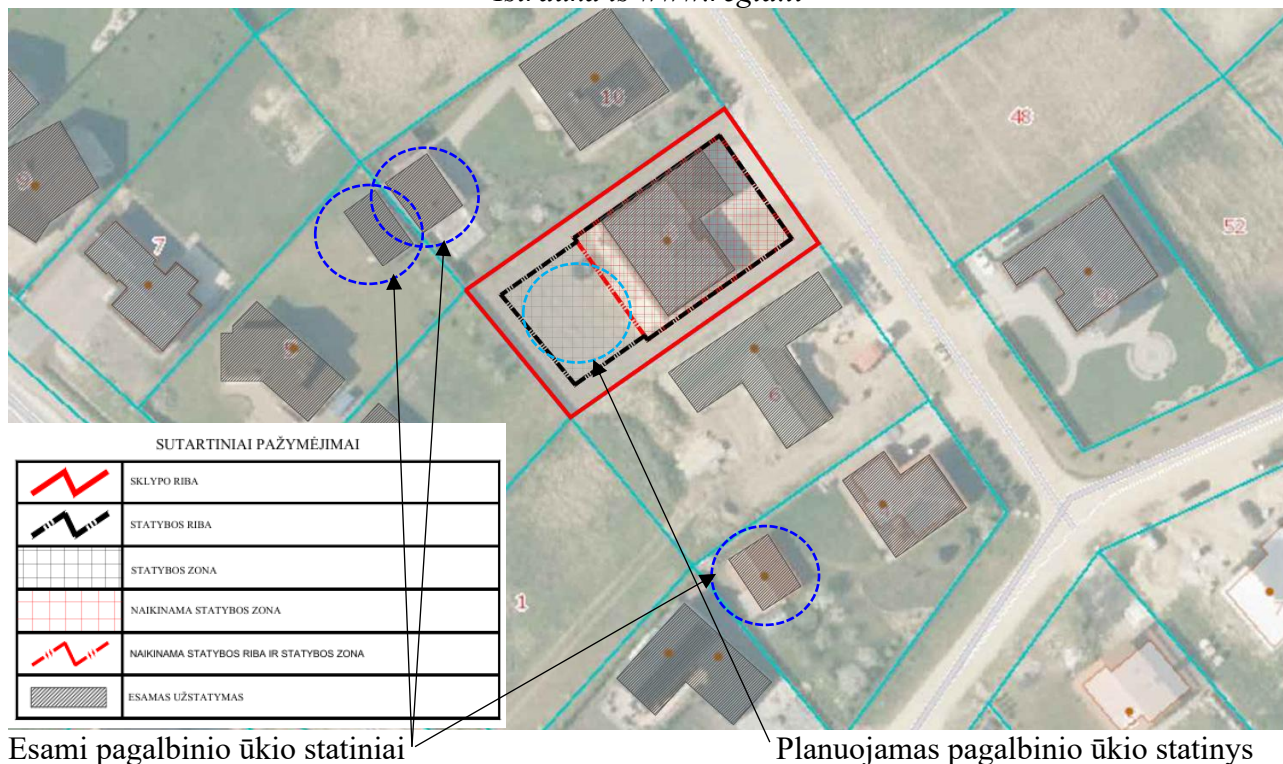 10
48
52
9
7
6
1
SUTARTINIAI PAŽYMĖJIMAI
SKLYPO RIBA
STATYBOS RIBA
STATYBOS ZONA
NAIKINAMA STATYBOS ZONA
NAIKINAMA STATYBOS RIBA IR STATYBOS ZONA
ESAMAS UŽSTATYMAS
Esami pagalbinio ūkio statiniai
Planuojamas pagalbinio ūkio statinys